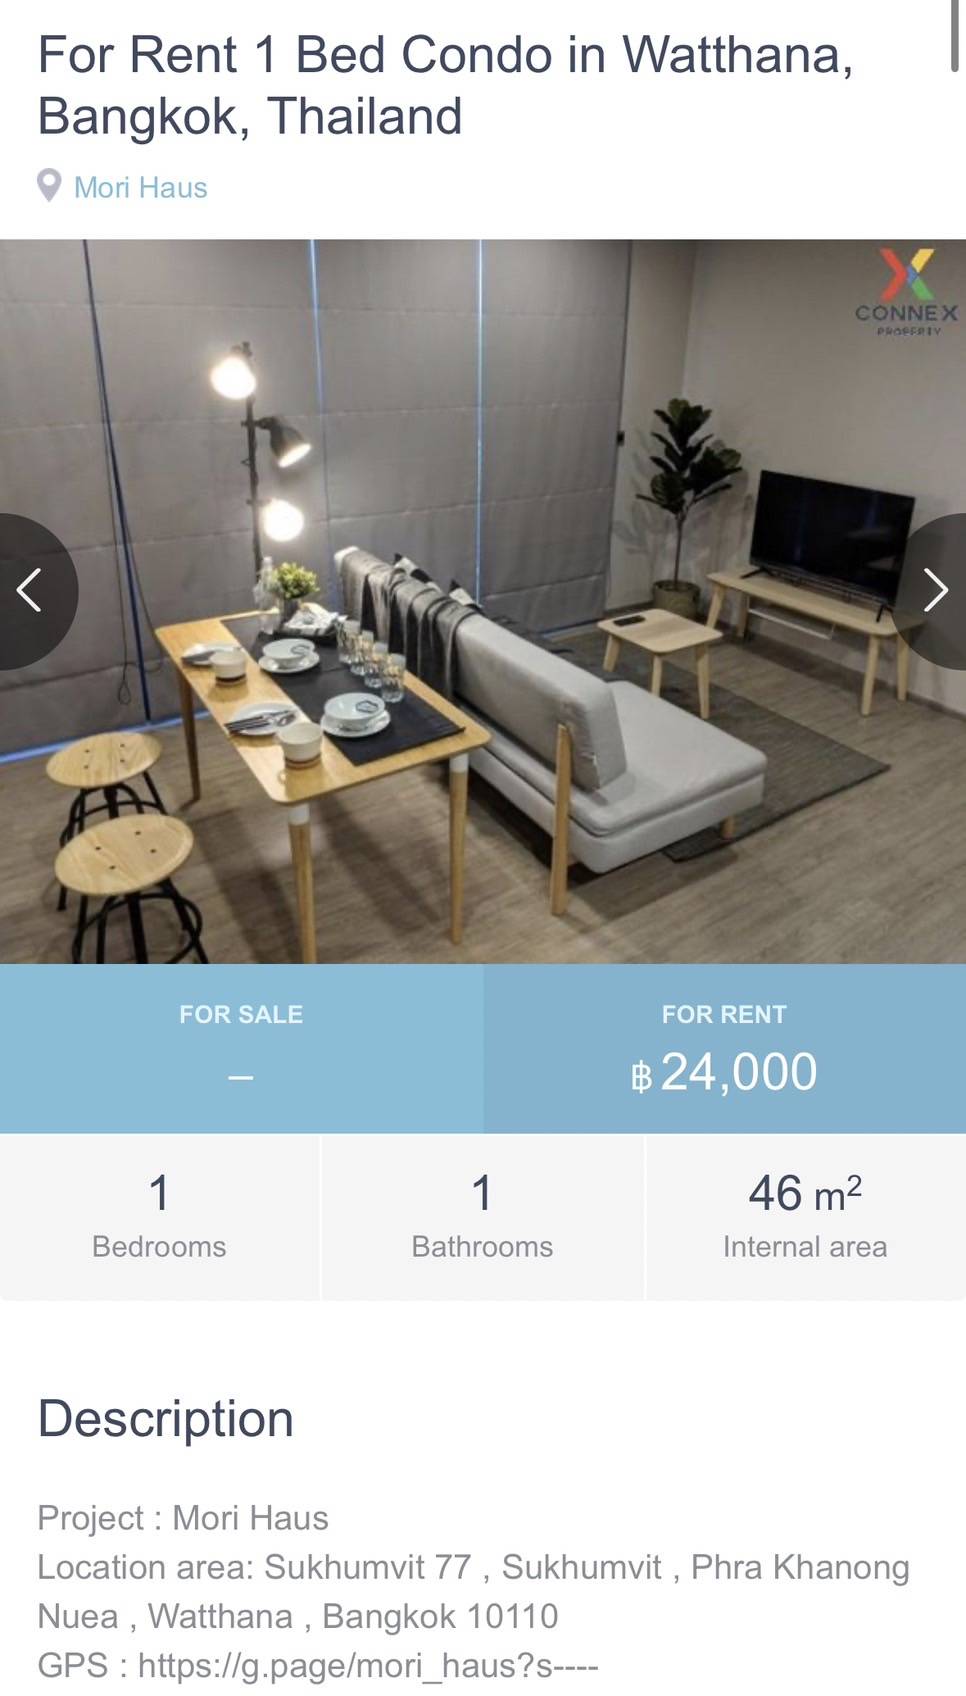 For Rent 1 Bed Condo in Watthana,
Bangkok, Thailand
Mori Haus
CONNEX
PROPERTY
FOR SALE
–
FOR RENT
฿ 24,000
1
Bedrooms
1
Bathrooms
46 m²
Internal area
Description
Project : Mori Haus
Location area: Sukhumvit 77 , Sukhumvit , Phra Khanong
Nuea , Watthana , Bangkok 10110
GPS : https://g.page/mori_haus?s----